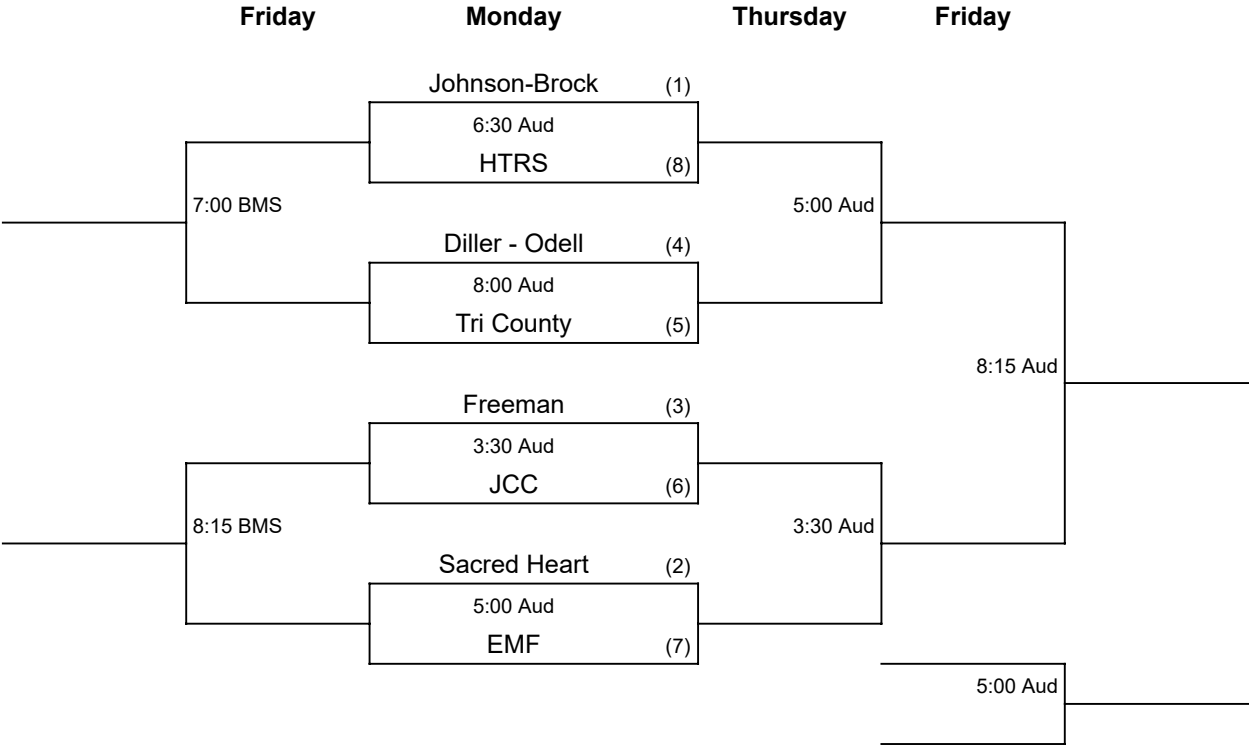 Friday Monday Thursday Friday
Johnson-Brock (1)
6:30 Aud
HTRS (8)
7:00 BMS 5:00 Aud
Diller - Odell (4)
8:00 Aud
Tri County (5)
8:15 Aud
Freeman (3)
3:30 Aud
JCC (6)
8:15 BMS 3:30 Aud
Sacred Heart (2)
5:00 Aud
EMF (7)
5:00 Aud